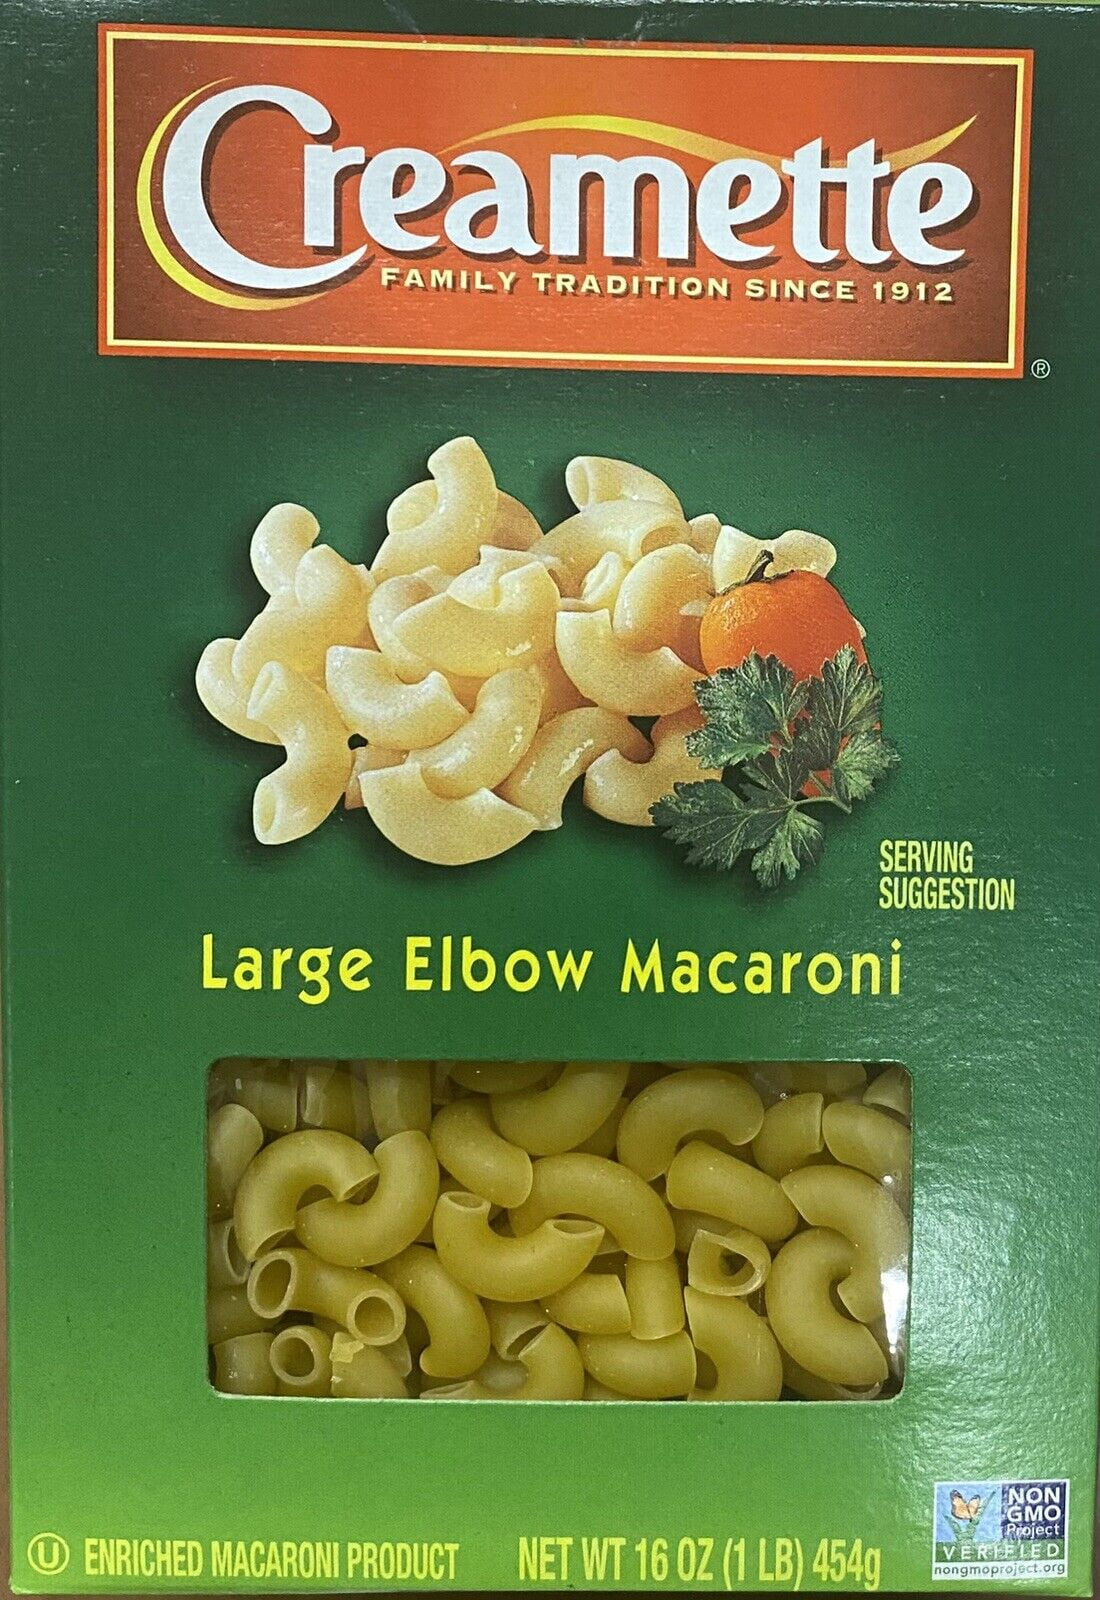 Creamette
FAMILY TRADITION SINCE 1912
®
SERVING
SUGGESTION
Large Elbow Macaroni
U ENRICHED MACARONI PRODUCT
NET WT 16 OZ (1 LB) 454g
NON
GMO
Project
VERIFIED
nongmoproject.org